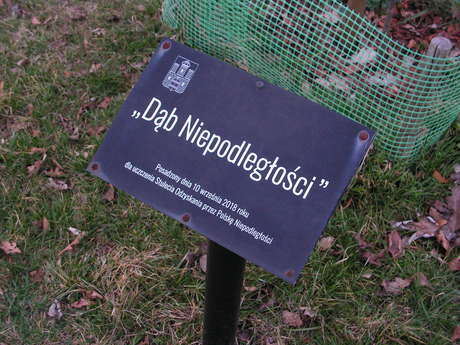 „Dąb Niepodległości”
Posadzony dnia 10 września 2018 roku
dla uczczenia Stulecia Odzyskania przez Polskę Niepodległości